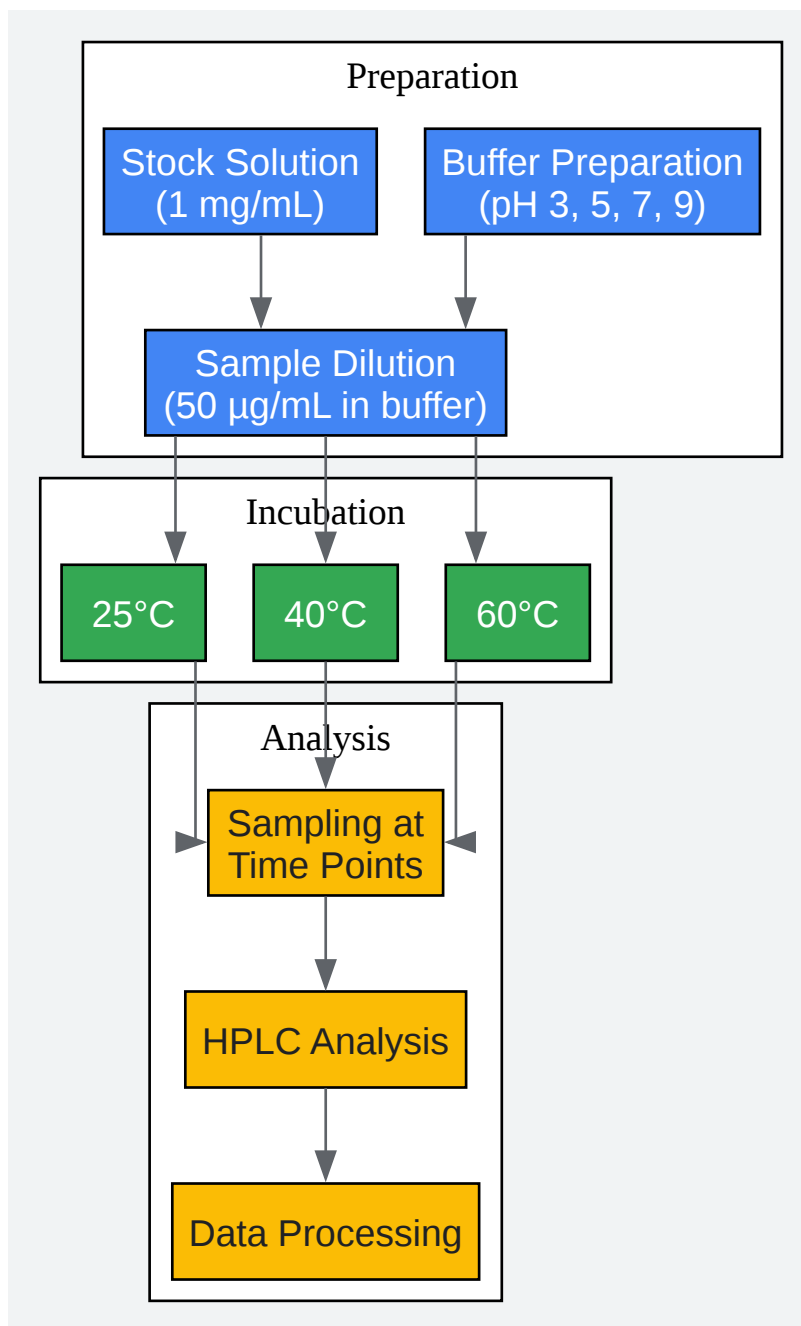 Preparation
Stock Solution
(1 mg/mL)
Buffer Preparation
(pH 3, 5, 7, 9)
Sample Dilution
(50 µg/mL in buffer)
Incubation
25°C
40°C
60°C
Analysis
Sampling at
Time Points
HPLC Analysis
Data Processing